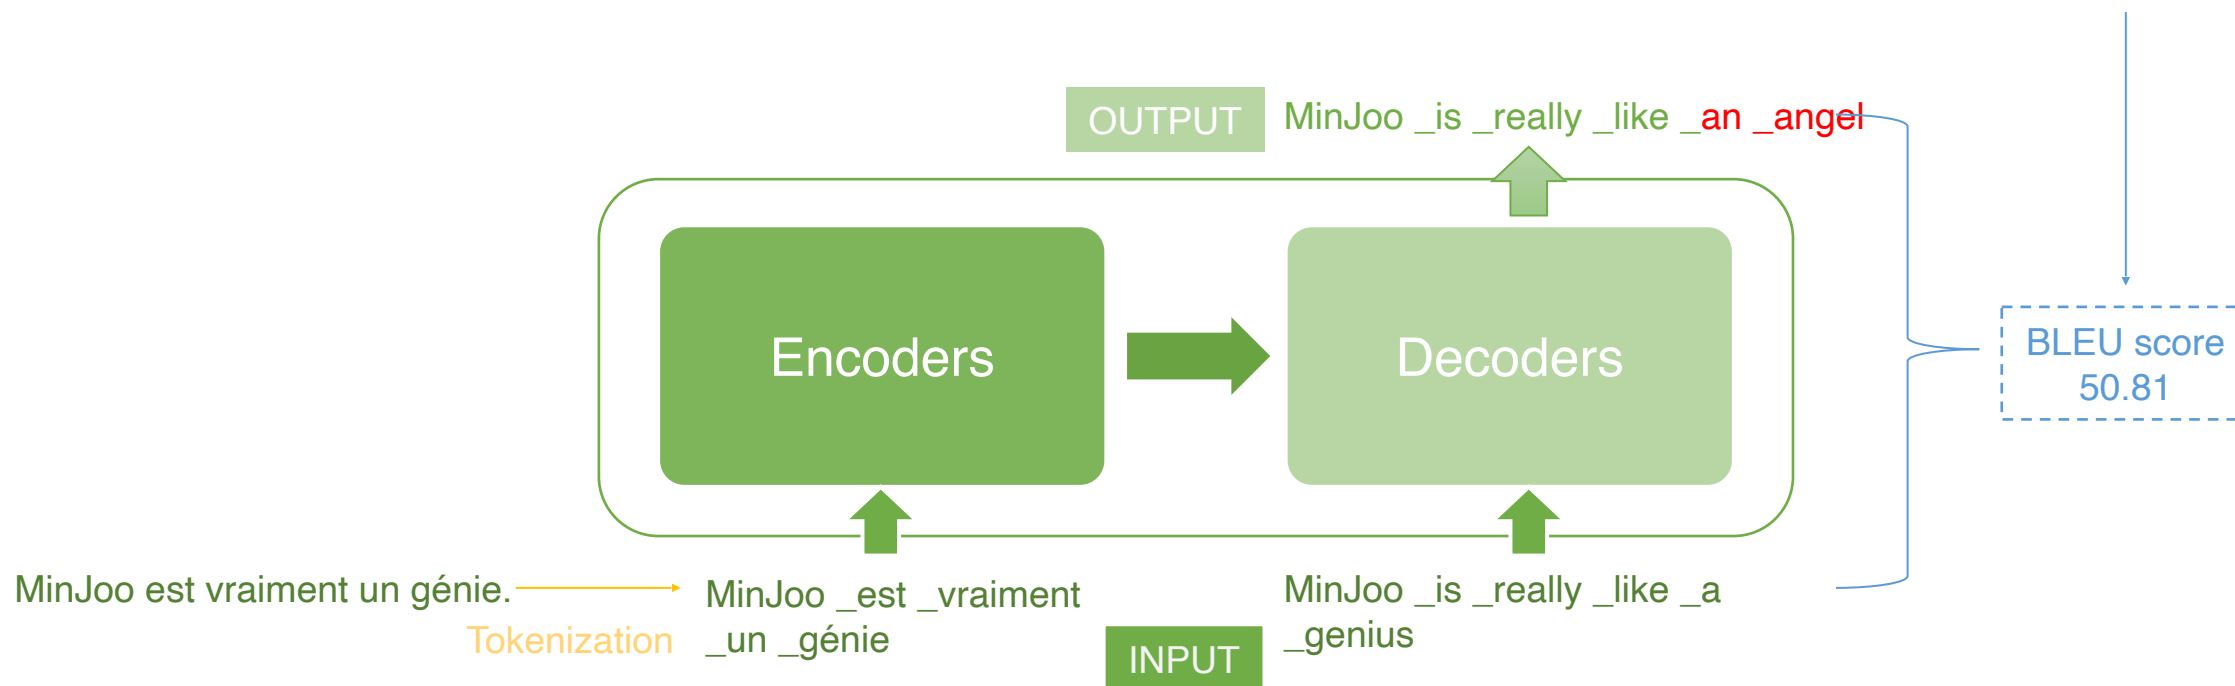 OUTPUT
MinJoo _is _really _like _an _angel
Encoders
Decoders
BLEU score
50.81
MinJoo est vraiment un génie.
Tokenization
MinJoo _est _vraiment
_un _génie
INPUT
MinJoo _is _really _like _a
_genius